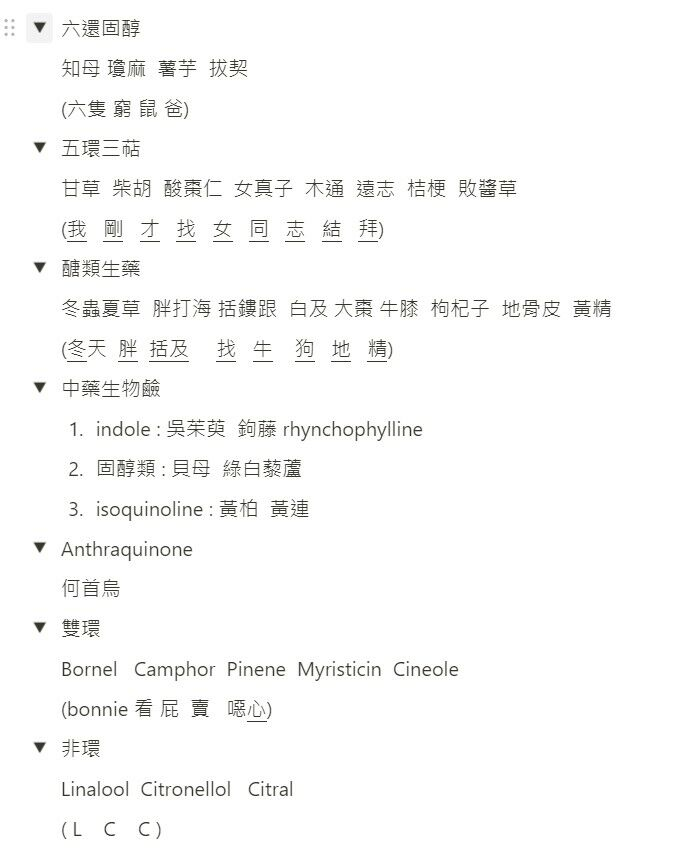 六還固醇
知母 瓊麻 薯芋 拔契
(六隻 窮 鼠 爸)
五環三萜
甘草 柴胡 酸棗仁 女真子 木通 遠志 桔梗 敗醬草
(我 剛 才 找 女 同 志 結 拜)
醣類生藥
冬蟲夏草 胖打海 括鏤跟 白及 大棗 牛膝 枸杞子 地骨皮 黃精
(冬天 胖 括及 找 牛 狗 地 精)
中藥生物鹼
1. indole : 吳茱萸 鉤藤 rhynchophylline
2. 固醇類 : 貝母 綠白藜蘆
3. isoquinoline : 黃柏 黃連
Anthraquinone
何首烏
雙環
Bornel Camphor Pinene Myristicin Cineole
(bonnie 看 屁 賣 噁心)
非環
Linalool Citronellol Citral
( L C C )